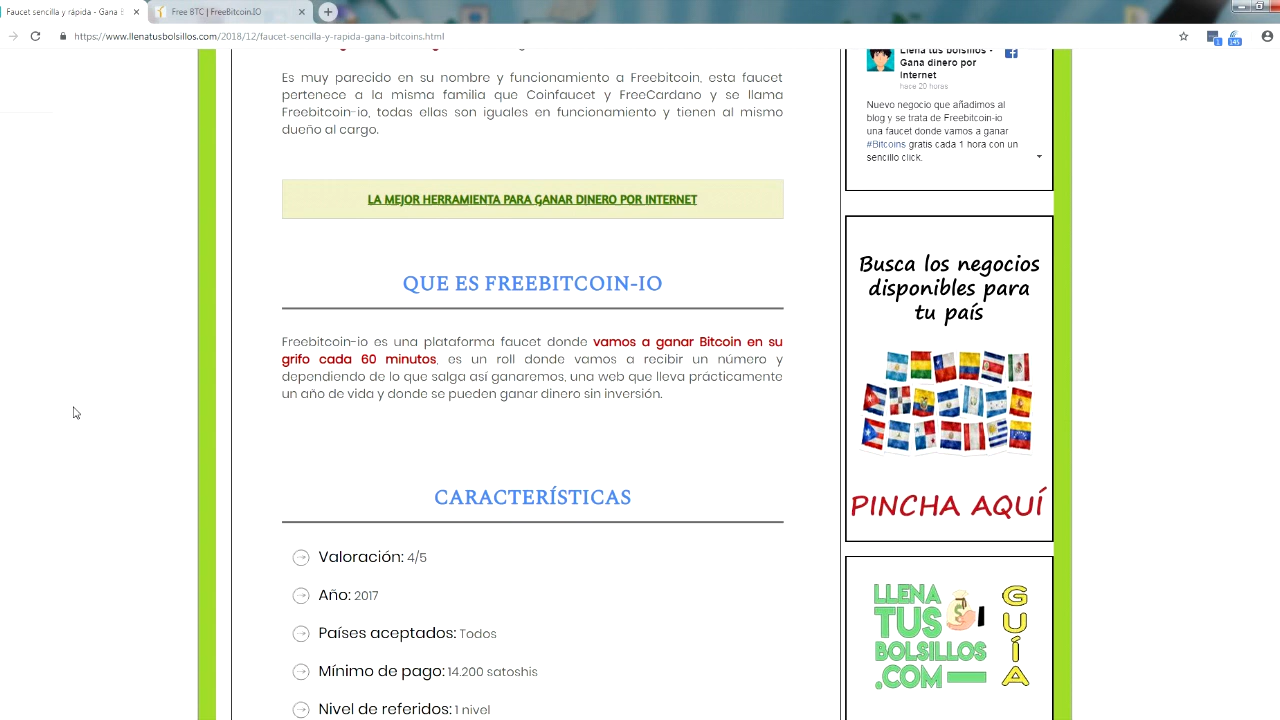 Faucet sencilla y rápida - Gana
Free BTC | FreeBitcoin.IO
https://www.llenatusbolsillos.com/2018/12/faucet-sencilla-y-rapida-gana-bitcoins.html
1
145
Es muy parecido en su nombre y funcionamiento a Freebitcoin, esta faucet
pertenece a la misma familia que Coinfaucet y FreeCardano y se llama
Freebitcoin-io, todas ellas son iguales en funcionamiento y tienen al mismo
dueño al cargo.
LA MEJOR HERRAMIENTA PARA GANAR DINERO POR INTERNET
QUE ES FREEBITCOIN-IO
Freebitcoin-io es una plataforma faucet donde vamos a ganar Bitcoin en su
grifo cada 60 minutos, es un roll donde vamos a recibir un número y
dependiendo de lo que salga así ganaremos, una web que lleva prácticamente
un año de vida y donde se pueden ganar dinero sin inversión.
CARACTERÍSTICAS
Valoración: 4/5
Año: 2017
Países aceptados: Todos
Mínimo de pago: 14.200 satoshis
Nivel de referidos: 1 nivel
Llena tus bolsillos -
Gana dinero por
Internet
hace 20 horas
Nuevo negocio que añadimos al
blog y se trata de Freebitcoin-io
una faucet donde vamos a ganar
#Bitcoins gratis cada 1 hora con un
sencillo click.
Busca los negocios
disponibles para
tu país
PINCHA AQUÍ
LLENA
TUS
BOLSILLOS
.COM
GUÍA